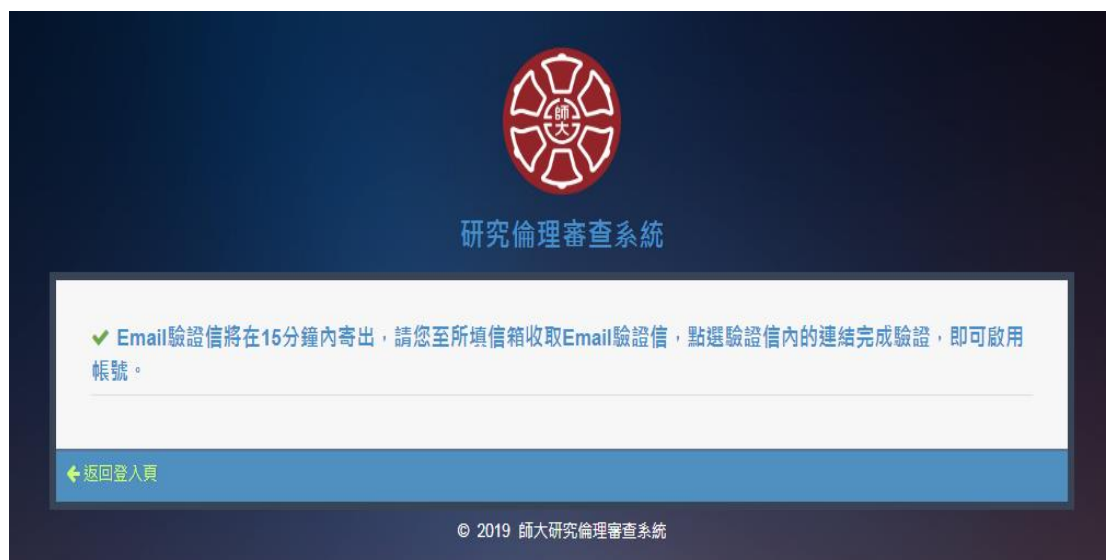 師大
研究倫理審查系統
Email驗證信將在15分鐘內寄出，請您至所填信箱收取Email驗證信，點選驗證信內的連結完成驗證，即可啟用
帳號。
返回登入頁
© 2019 師大研究倫理審查系統